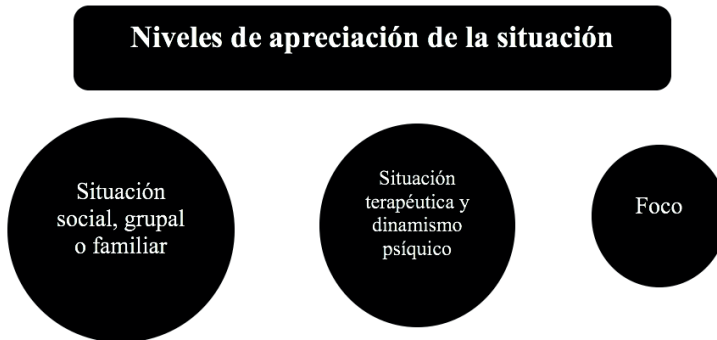 Niveles de apreciación de la situación
Situación
social, grupal
o familiar
Situación
terapéutica y
dinamismo
psíquico
Foco